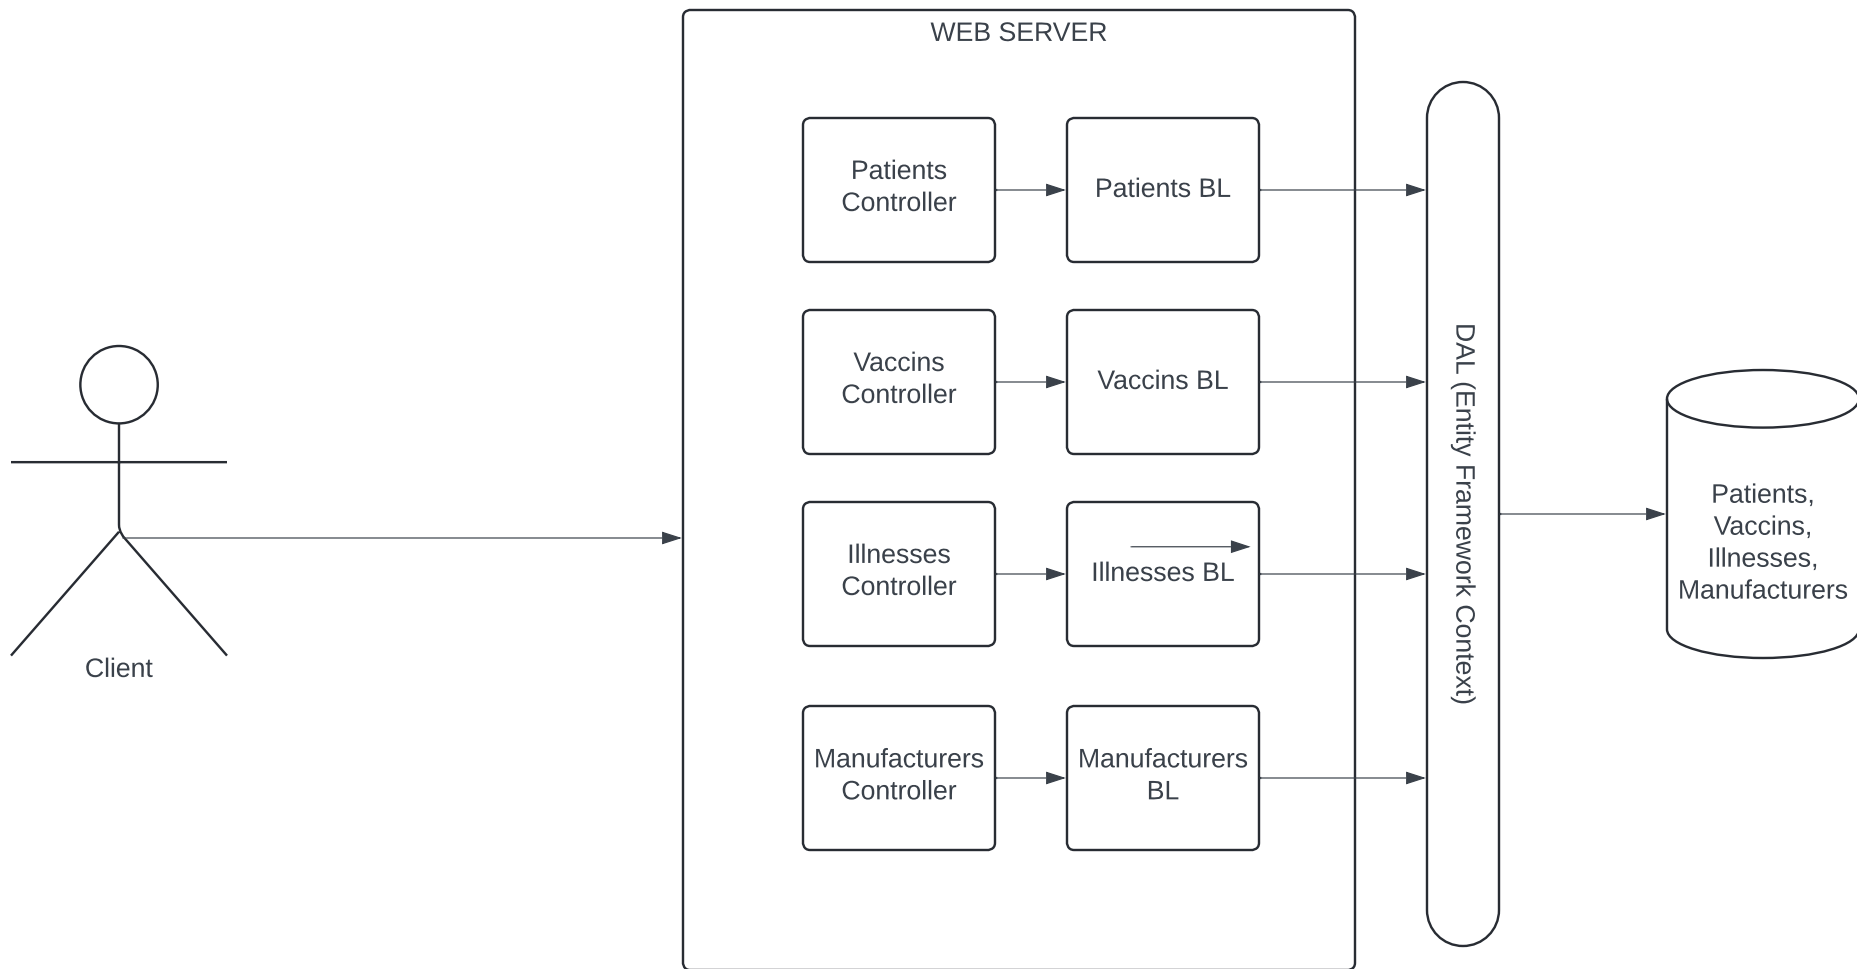 WEB SERVER
Patients
Controller
Patients BL
Vaccins
Controller
Vaccins BL
Illnesses
Controller
Illnesses BL
Manufacturers
Controller
Manufacturers
BL
DAL (Entity Framework Context)
Patients,
Vaccins,
Illnesses,
Manufacturers
Client